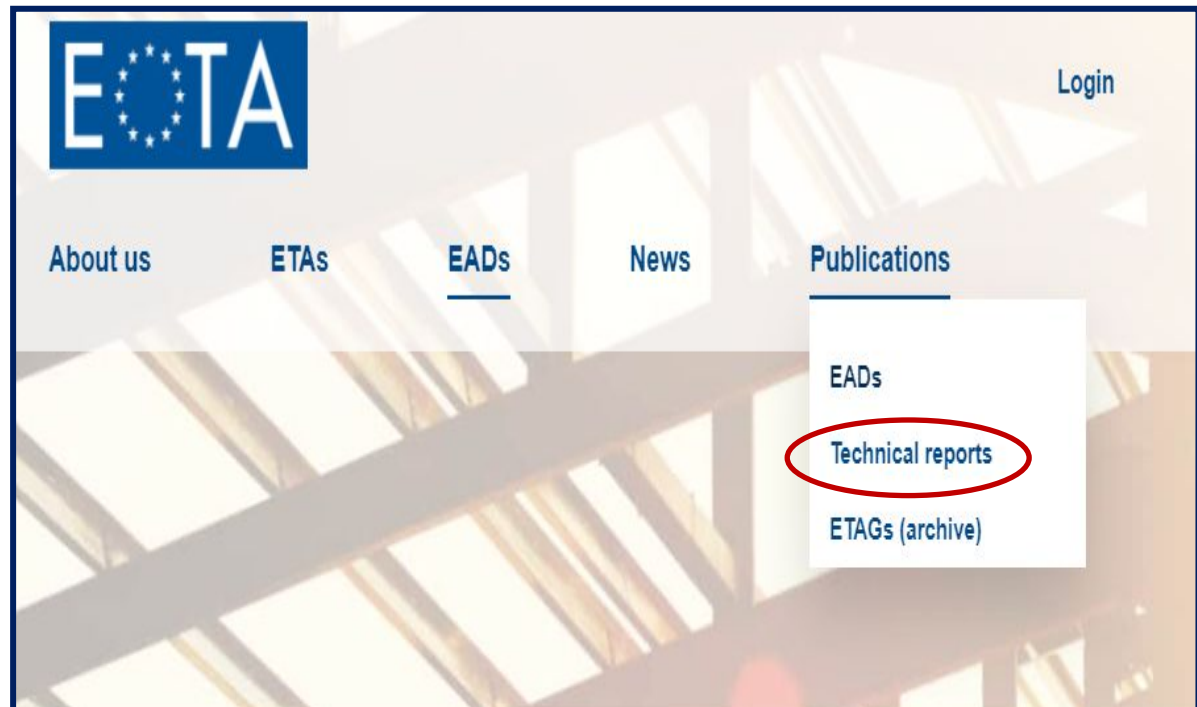 EOTA
Login
About us ETAs EADs News Publications
EADs
Technical reports
ETAGs (archive)